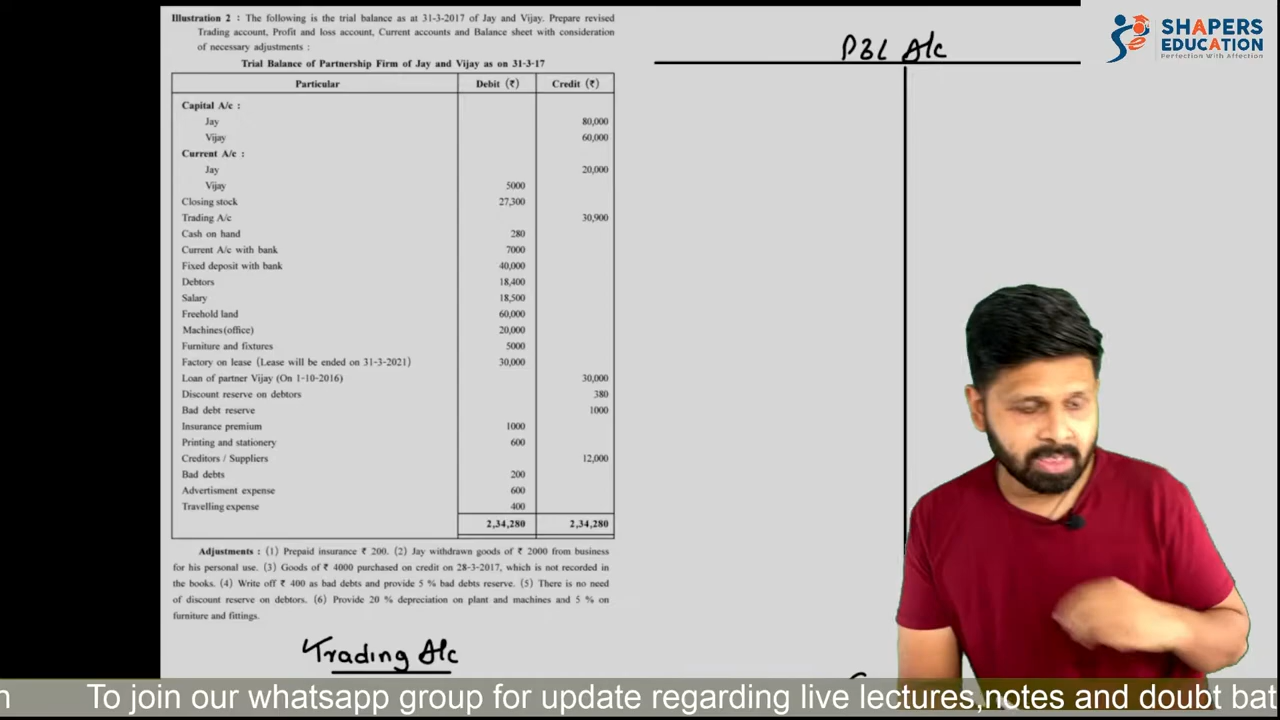 Illustration 2 : The following is the trial balance as at 31-3-2017 of Jay and Vijay. Prepare revised
Trading account, Profit and loss account, Current accounts and Balance sheet with consideration
of necessary adjustments :
Trial Balance of Partnership Firm of Jay and Vijay as on 31-3-17
Particular Debit (₹) Credit (₹)
Capital A/c :
Jay 80,000
Vijay 60,000
Current A/c :
Jay 20,000
Vijay 5000
Closing stock 27,300
Trading A/c 30,900
Cash on hand 280
Current A/c with bank 7000
Fixed deposit with bank 40,000
Debtors 18,400
Salary 18,500
Freehold land 60,000
Machines (office) 20,000
Furniture and fixtures 5000
Factory on lease (Lease will be ended on 31-3-2021) 30,000
Loan of partner Vijay (On 1-10-2016) 30,000
Discount reserve on debtors 380
Bad debt reserve 1000
Insurance premium 1000
Printing and stationery 600
Creditors / Suppliers 12,000
Bad debts 200
Advertisment expense 600
Travelling expense 400
2,34,280 2,34,280
Adjustments : (1) Prepaid insurance ₹ 200. (2) Jay withdrawn goods of ₹ 2000 from business
for his personal use. (3) Goods of ₹ 4000 purchased on credit on 28-3-2017, which is not recorded in
the books. (4) Write off ₹ 400 as bad debts and provide 5 % bad debts reserve. (5) There is no need
of discount reserve on debtors. (6) Provide 20 % depreciation on plant and machines and 5 % on
furniture and fittings.
Trading A/c
P&L A/c
SHAPERS
EDUCATION
Perfection With Affection
n To join our whatsapp group for update regarding live lectures,notes and doubt bat